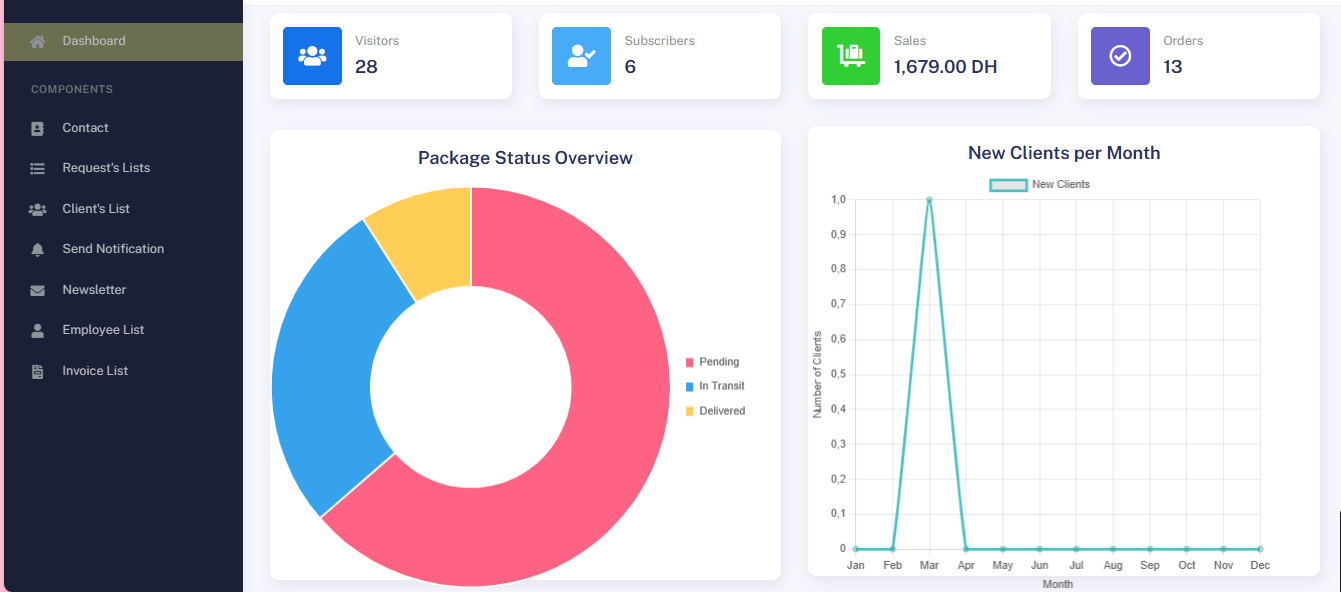 Dashboard
COMPONENTS
Contact
Request's Lists
Client's List
Send Notification
Newsletter
Employee List
Invoice List
Visitors
28
Subscribers
6
Sales
1,679.00 DH
Orders
13
Package Status Overview
Pending
In Transit
Delivered
New Clients per Month
New Clients
1,0
0,9
0,8
0,7
0,6
0,5
0,4
0,3
0,2
0,1
0
Number of Clients
Jan Feb Mar Apr May Jun Jul Aug Sep Oct Nov Dec
Month